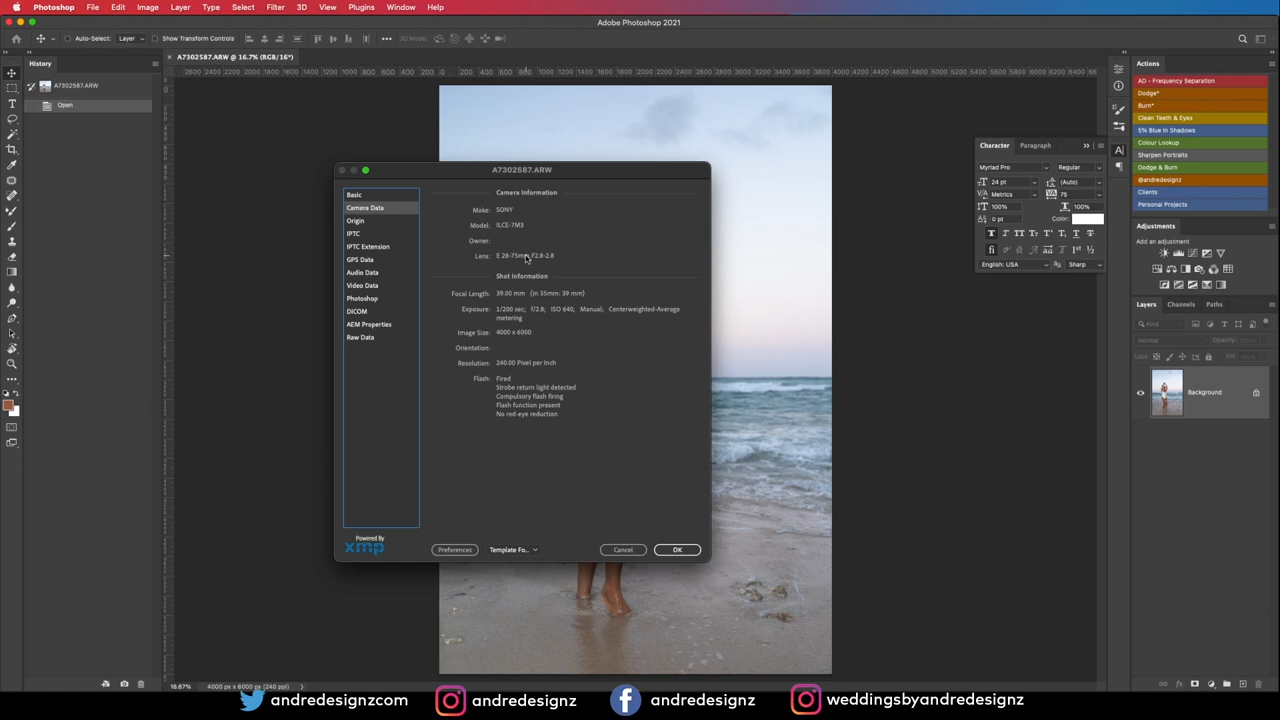 Photoshop File Edit Image Layer Type Select Filter 3D View Plugins Window Help
Adobe Photoshop 2021
Auto-Select: Layer Show Transform Controls 3D Mode:
A7302587.ARW @ 16.7% (RGB/16*)
History
A7302587.ARW
Open
A7302587.ARW
Basic
Camera Data
Origin
IPTC
IPTC Extension
GPS Data
Audio Data
Video Data
Photoshop
DICOM
AEM Properties
Raw Data
Camera Information
Make: SONY
Model: ILCE-7M3
Owner:
Lens: E 28-75mm F2.8-2.8
Shot Information
Focal Length: 39.00 mm (in 35mm: 39 mm)
Exposure: 1/200 sec; f/2.8; ISO 640; Manual; Centerweighted-Average
metering
Image Size: 4000 x 6000
Orientation:
Resolution: 240.00 Pixel per Inch
Flash: Fired
Strobe return light detected
Compulsory flash firing
Flash function present
No red-eye reduction
Powered By
xmp
Preferences Template Fo... Cancel OK
Character Paragraph
Myriad Pro Regular
24 pt (Auto)
Metrics 75
100% 100%
0 pt Color:
English: USA Sharp
Actions
AD - Frequency Separation
Dodge*
Burn*
Clean Teeth & Eyes
5% Blue In Shadows
Colour Lookup
Sharpen Portraits
Dodge & Burn
@andredesignz
Clients
Personal Projects
Adjustments
Add an adjustment
Layers Channels Paths
Kind
Normal Opacity: 100%
Lock: Fill: 100%
Background
16.67% 4000 px x 6000 px (240 ppi)
andredesignzcom andredesignz andredesignz weddingsbyandredesignz